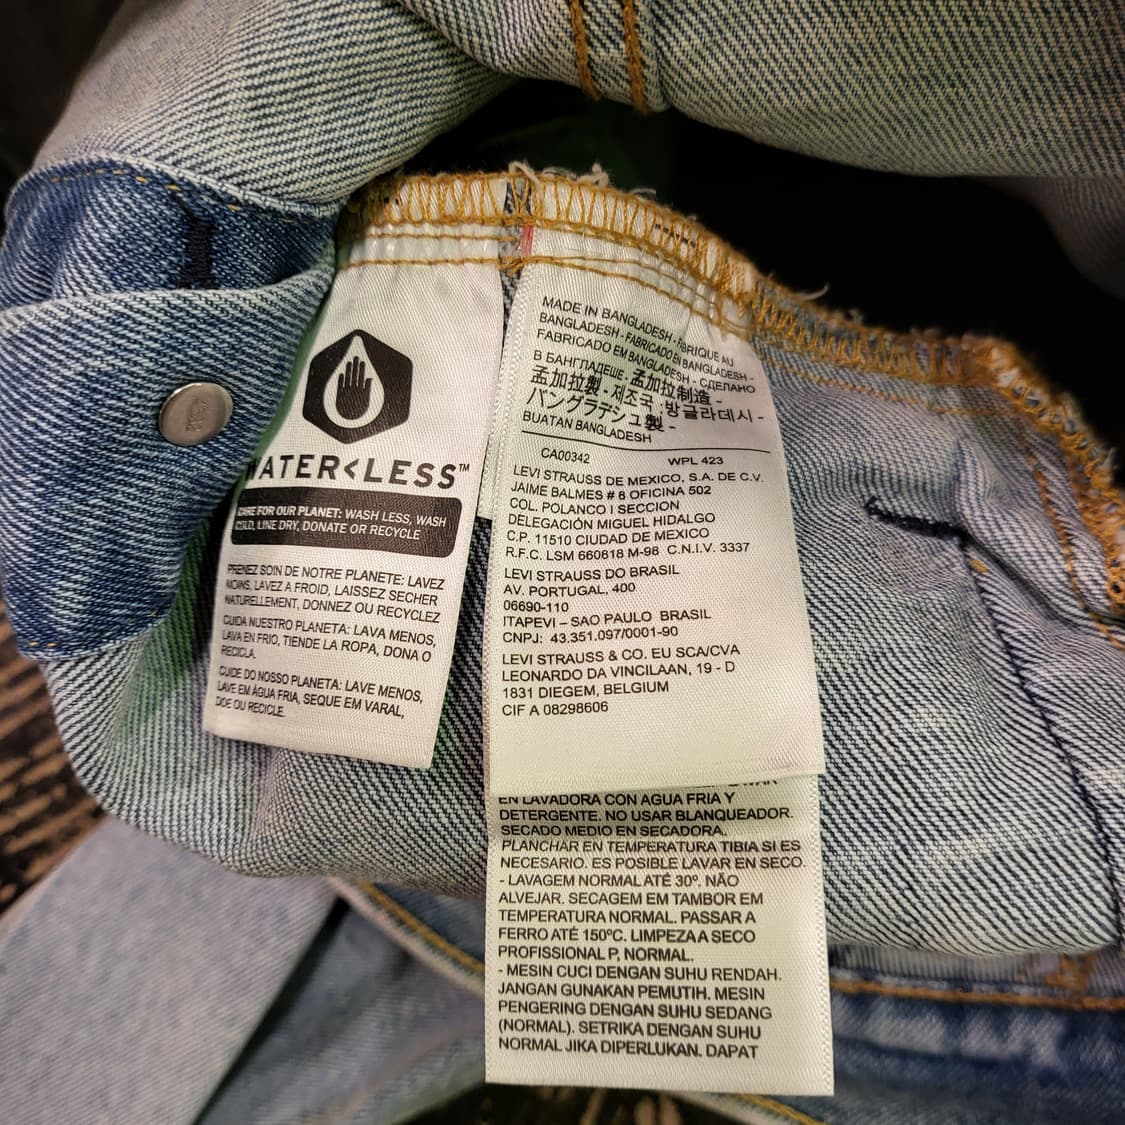 WATER<LESS™
CARE FOR OUR PLANET: WASH LESS, WASH
COLD, LINE DRY, DONATE OR RECYCLE
PRENEZ SOIN DE NOTRE PLANETE: LAVEZ
MOINS, LAVEZ A FROID, LAISSEZ SECHER
NATURELLEMENT, DONNEZ OU RECYCLEZ
CUIDA NUESTRO PLANETA: LAVA MENOS,
LAVA EN FRIO, TIENDE LA ROPA, DONA O
RECICLA.
CUIDE DO NOSSO PLANETA: LAVE MENOS,
LAVE EM ÁGUA FRIA, SEQUE EM VARAL,
DOE OU RECICLE.
MADE IN BANGLADESH - FABRIQUE AU
BANGLADESH - FABRICADO EN BANGLADESH -
FABRICADO EM BANGLADESH - СДЕЛАНО
В БАНГЛАДЕШЕ - 孟加拉制造 -
孟加拉製 - 제조국 : 방글라데시 -
バングラデシュ製 -
BUATAN BANGLADESH
CA00342 WPL 423
LEVI STRAUSS DE MEXICO, S.A. DE C.V.
JAIME BALMES # 8 OFICINA 502
COL. POLANCO I SECCION
DELEGACIÓN MIGUEL HIDALGO
C.P. 11510 CIUDAD DE MEXICO
R.F.C. LSM 660618 M-98 C.N.I.V. 3337
LEVI STRAUSS DO BRASIL
AV. PORTUGAL, 400
06690-110
ITAPEVI – SAO PAULO BRASIL
CNPJ: 43.351.097/0001-90
LEVI STRAUSS & CO. EU SCA/CVA
LEONARDO DA VINCILAAN, 19 - D
1831 DIEGEM, BELGIUM
CIF A 08298606
EN LAVADORA CON AGUA FRIA Y
DETERGENTE. NO USAR BLANQUEADOR.
SECADO MEDIO EN SECADORA.
PLANCHAR EN TEMPERATURA TIBIA SI ES
NECESARIO. ES POSIBLE LAVAR EN SECO.
- LAVAGEM NORMAL ATÉ 30º. NÃO
ALVEJAR. SECAGEM EM TAMBOR EM
TEMPERATURA NORMAL. PASSAR A
FERRO ATÉ 150ºC. LIMPEZA A SECO
PROFISSIONAL P, NORMAL.
- MESIN CUCI DENGAN SUHU RENDAH.
JANGAN GUNAKAN PEMUTIH. MESIN
PENGERING DENGAN SUHU SEDANG
(NORMAL). SETRIKA DENGAN SUHU
NORMAL JIKA DIPERLUKAN. DAPAT